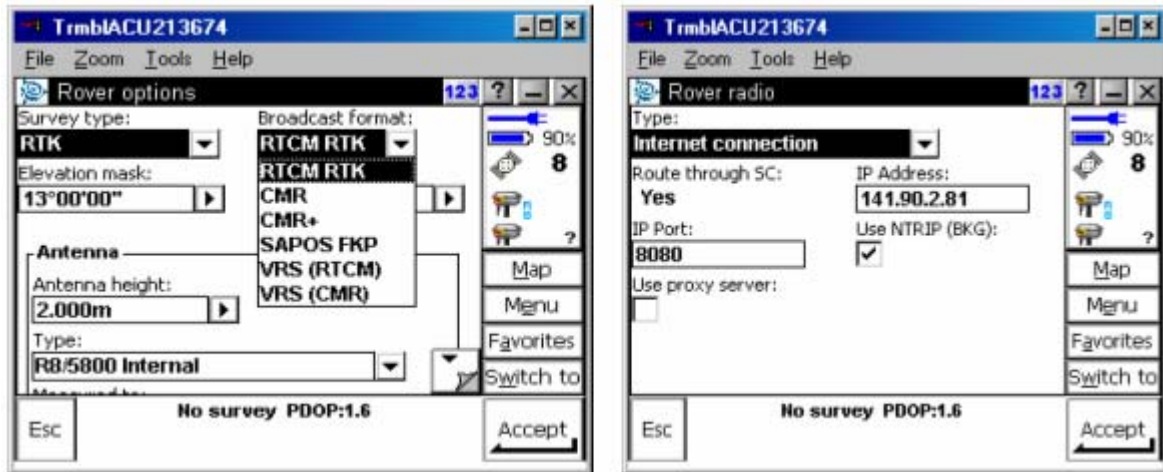 TrmblACU213674
File Zoom Tools Help
Rover options 123 ?
Survey type: Broadcast format:
RTK RTCM RTK
90%
8
RTCM RTK
CMR
CMR+
SAPOS FKP
VRS (RTCM)
VRS (CMR)
Elevation mask:
13°00'00"
?
Antenna
Antenna height:
2.000m
Type:
R8/5800 Internal
Measured to:
Map
Menu
Favorites
Switch to
Esc
No survey PDOP:1.6
Accept
TrmblACU213674
File Zoom Tools Help
Rover radio 123 ?
Type:
Internet connection
90%
8
Route through SC: IP Address:
Yes 141.90.2.81
IP Port: Use NTRIP (BKG):
8080
?
Use proxy server:
Map
Menu
Favorites
Switch to
Esc
No survey PDOP:1.6
Accept